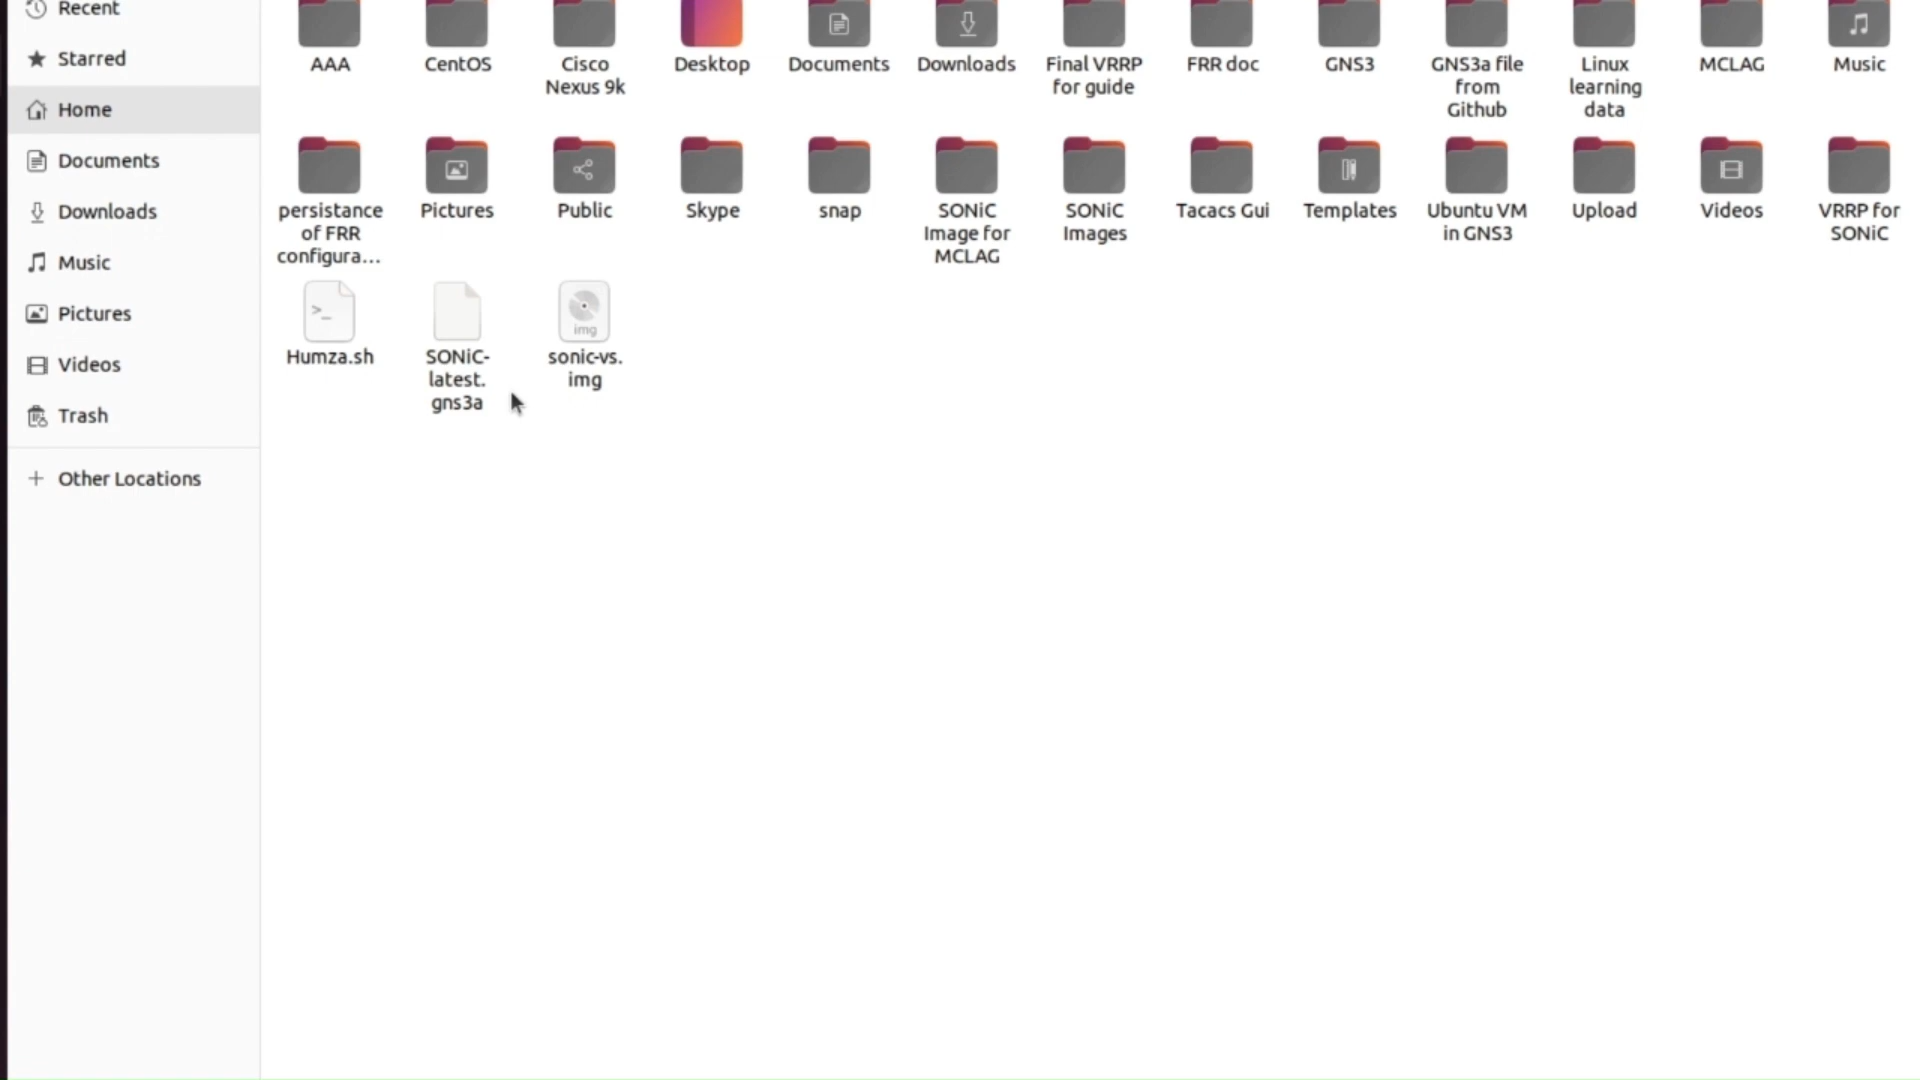 Recent
Starred
Home
Documents
Downloads
Music
Pictures
Videos
Trash
+ Other Locations
AAA
CentOS
Cisco
Nexus 9k
Desktop
Documents
Downloads
Final VRRP
for guide
FRR doc
GNS3
GNS3a file
from
Github
Linux
learning
data
MCLAG
Music
persistance
of FRR
configura...
Pictures
Public
Skype
snap
SONiC
Image for
MCLAG
SONiC
Images
Tacacs Gui
Templates
Ubuntu VM
in GNS3
Upload
Videos
VRRP for
SONiC
>_
Humza.sh
SONiC-
latest.
gns3a
img
sonic-vs.
img